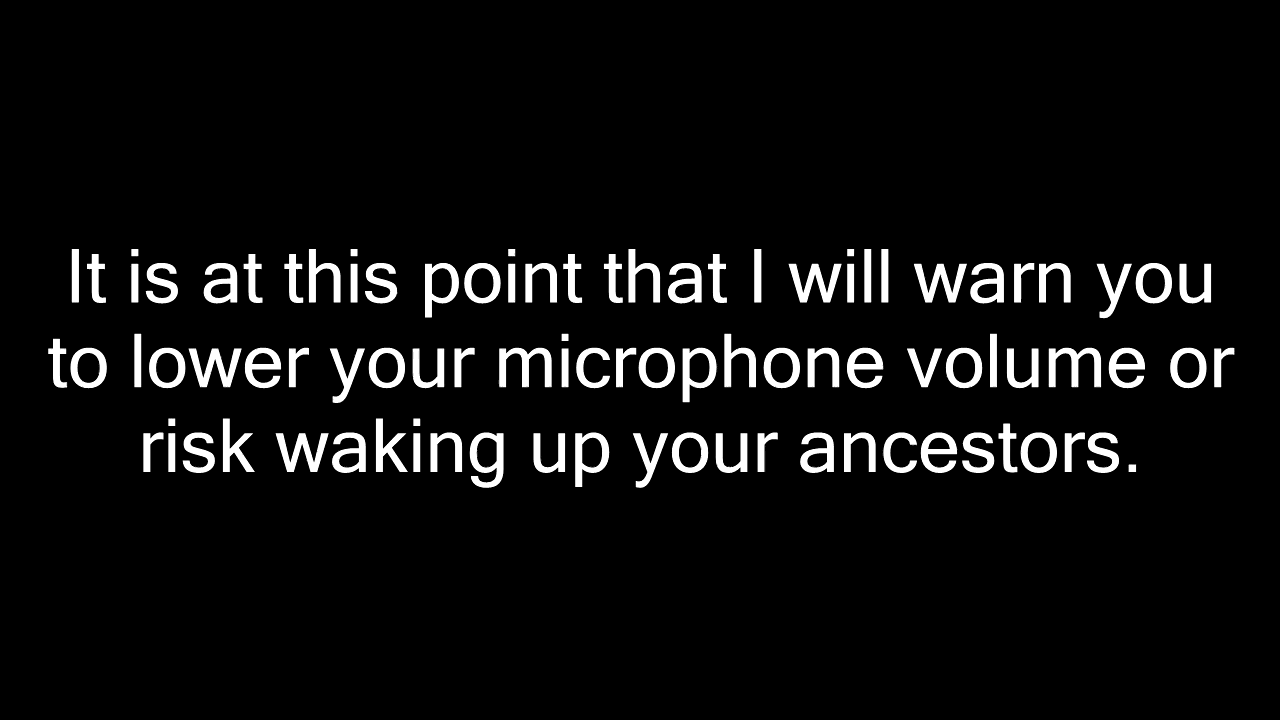 It is at this point that I will warn you
to lower your microphone volume or
risk waking up your ancestors.